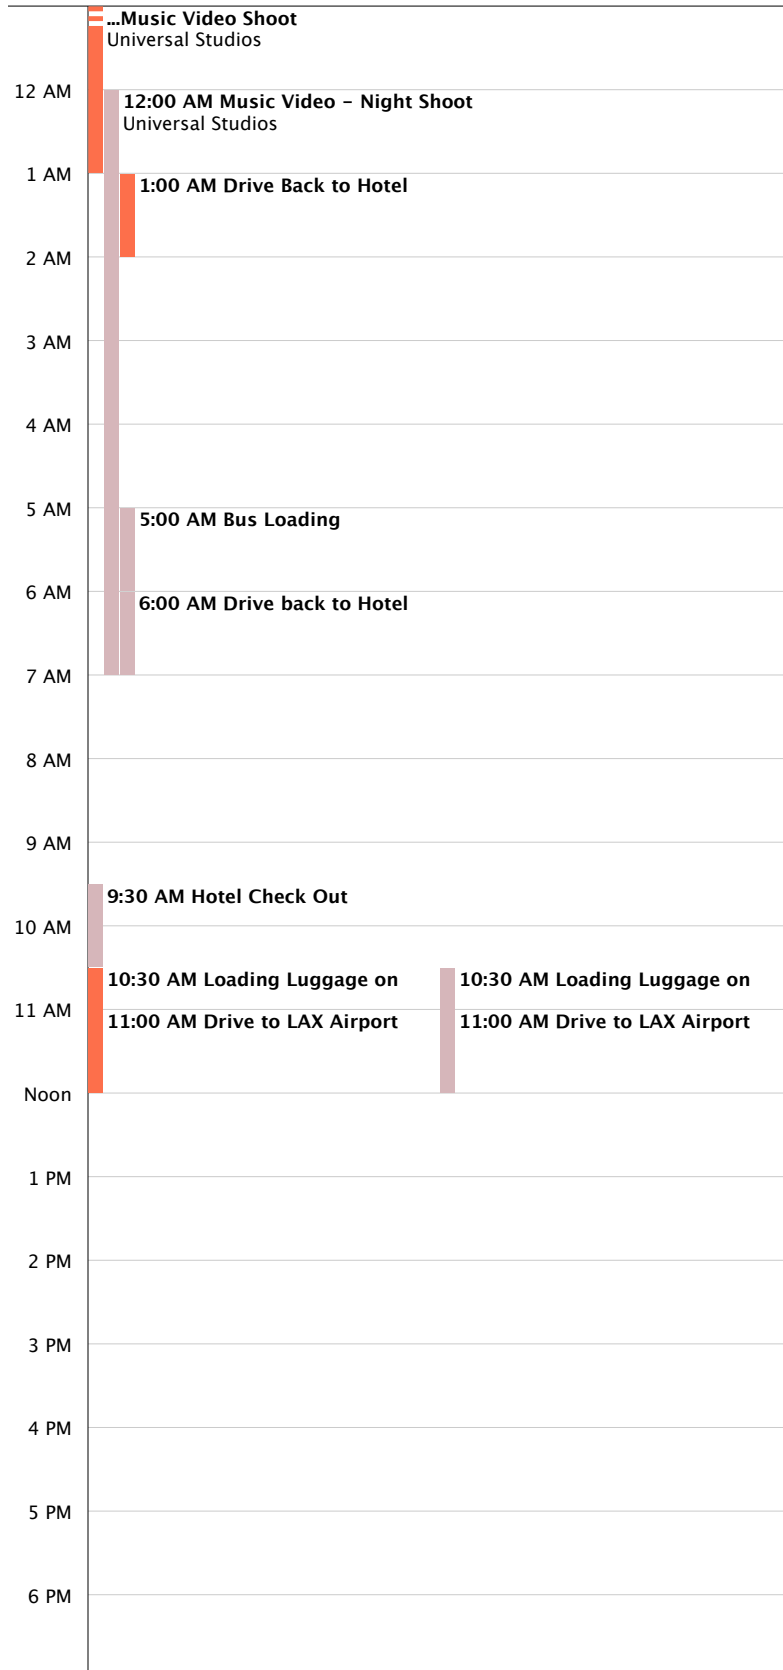 ...Music Video Shoot
Universal Studios
12 AM
12:00 AM Music Video – Night Shoot
Universal Studios
1 AM
1:00 AM Drive Back to Hotel
2 AM
3 AM
4 AM
5 AM
5:00 AM Bus Loading
6 AM
6:00 AM Drive back to Hotel
7 AM
8 AM
9 AM
9:30 AM Hotel Check Out
10 AM
10:30 AM Loading Luggage on
10:30 AM Loading Luggage on
11 AM
11:00 AM Drive to LAX Airport
11:00 AM Drive to LAX Airport
Noon
1 PM
2 PM
3 PM
4 PM
5 PM
6 PM